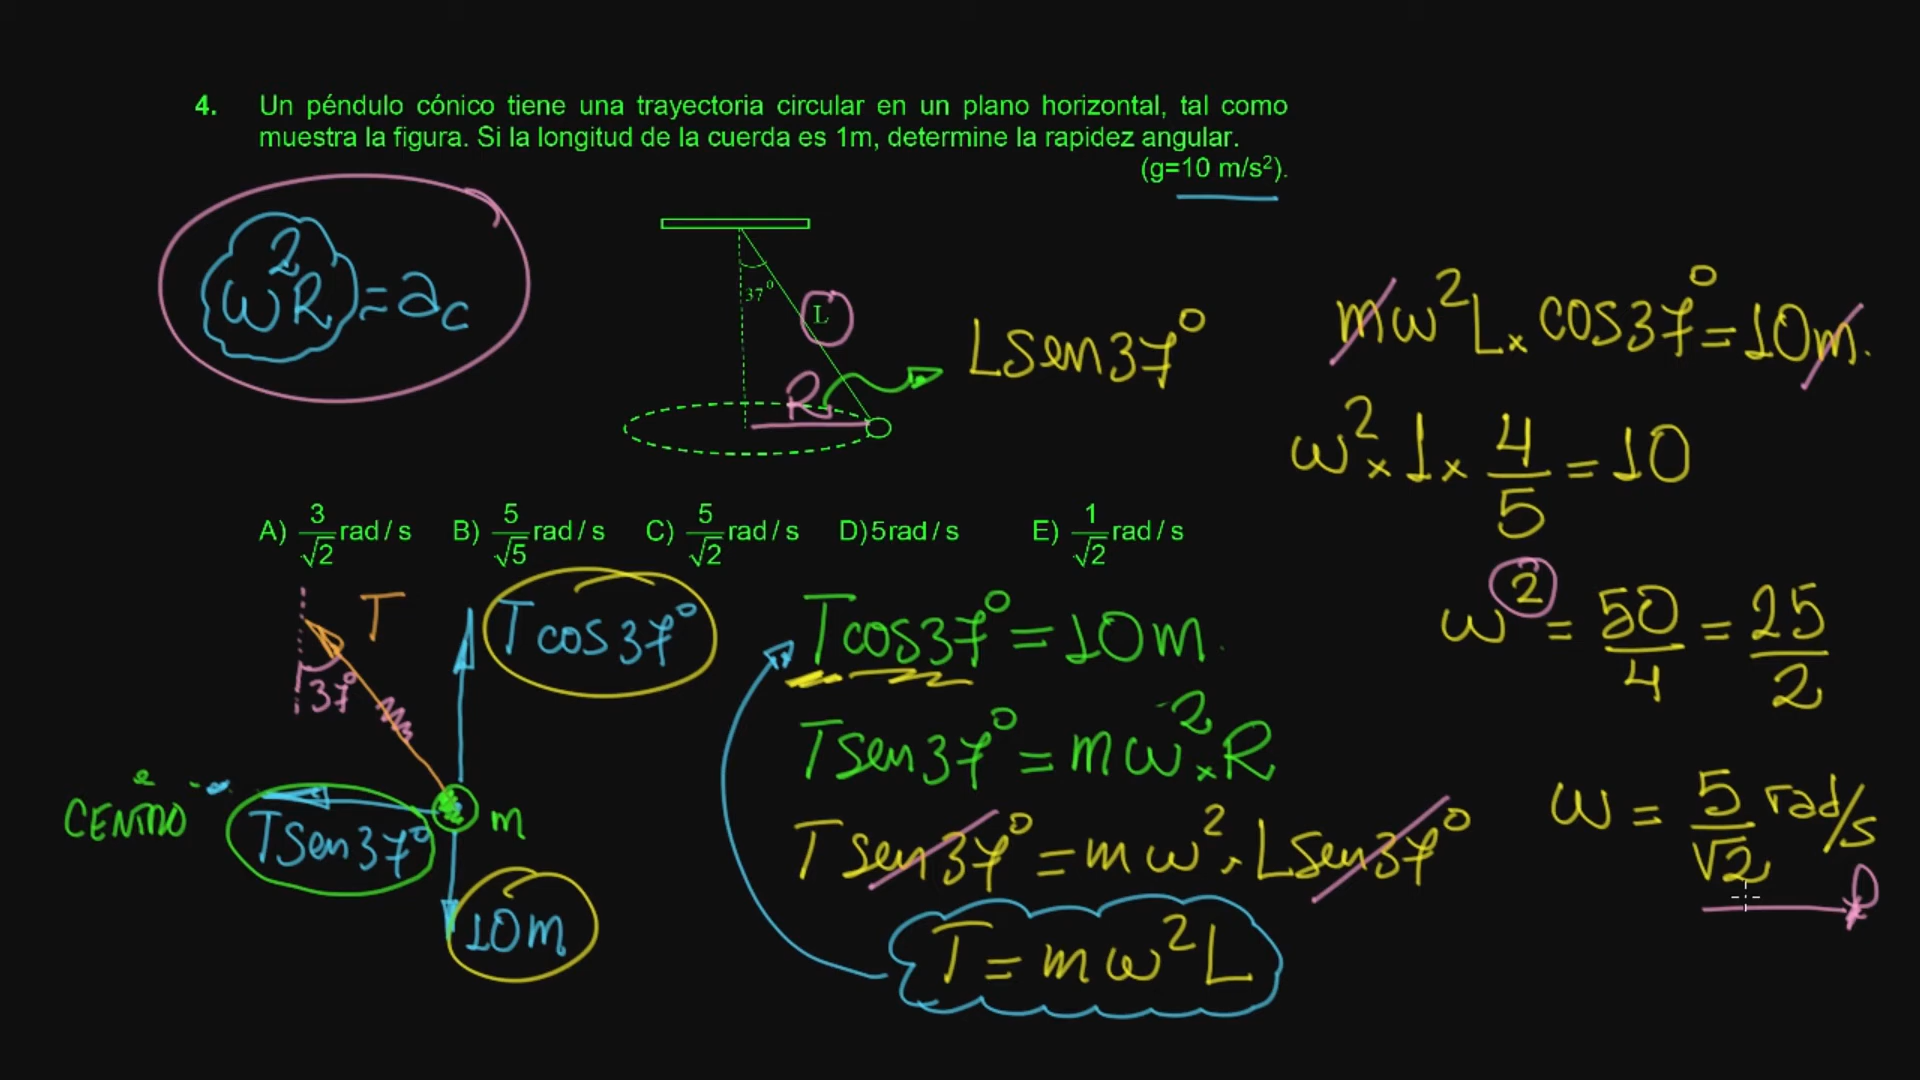 4. Un péndulo cónico tiene una trayectoria circular en un plano horizontal, tal como
muestra la figura. Si la longitud de la cuerda es 1m, determine la rapidez angular.
(g=10 m/s²).
ω²R = ac
37°
L
R
Lsen37°
A) 3/√2 rad / s B) 5/√5 rad / s C) 5/√2 rad / s D) 5 rad / s E) 1/√2 rad / s
T
37°
Tcos37°
CENTRO
Tsen37°
m
10m
Tcos37° = 10m.
Tsen37° = mω²×R
Tsen37° = mω².Lsen37°
T = mω²L
mω²L×cos37° = 10m.
ω²×1×4/5 = 10
ω² = 50/4 = 25/2
ω = 5/√2 rad/s